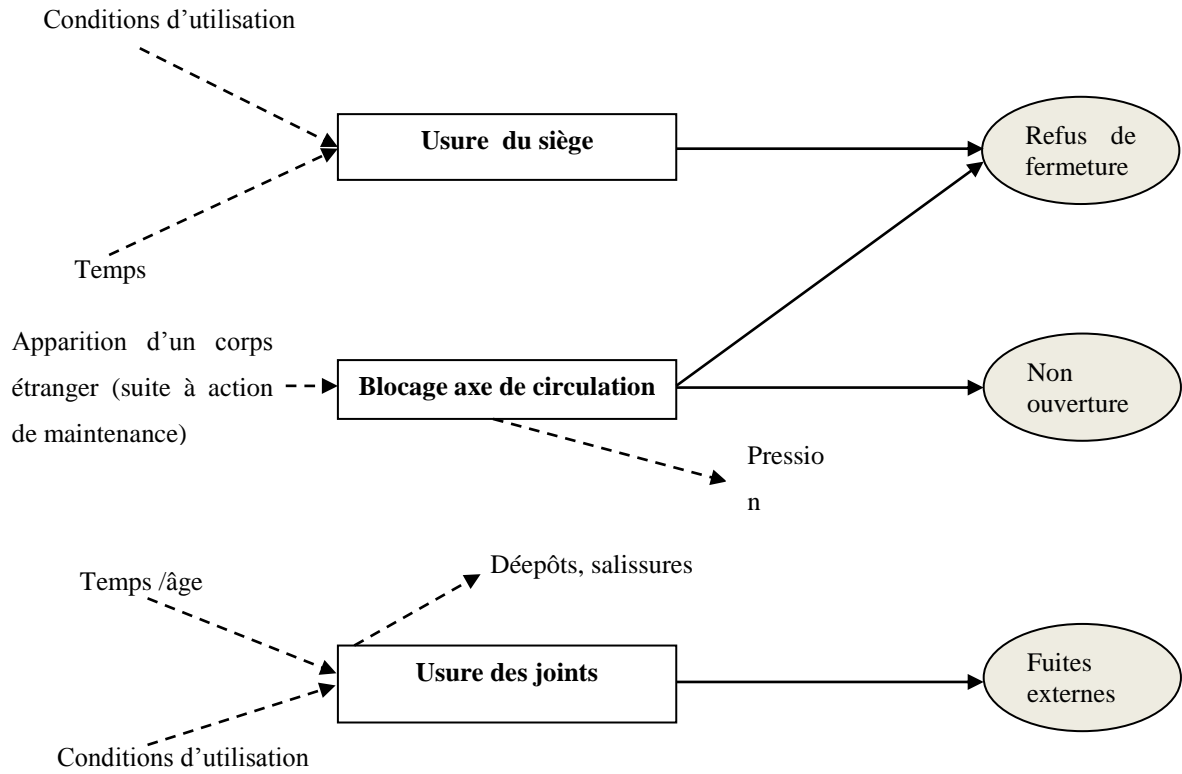 Conditions d’utilisation
Usure du siège
Refus de
fermeture
Temps
Apparition d’un corps
étranger (suite à action
de maintenance)
Blocage axe de circulation
Non
ouverture
Pressio
n
Temps /âge
Déepôts, salissures
Usure des joints
Fuites
externes
Conditions d’utilisation